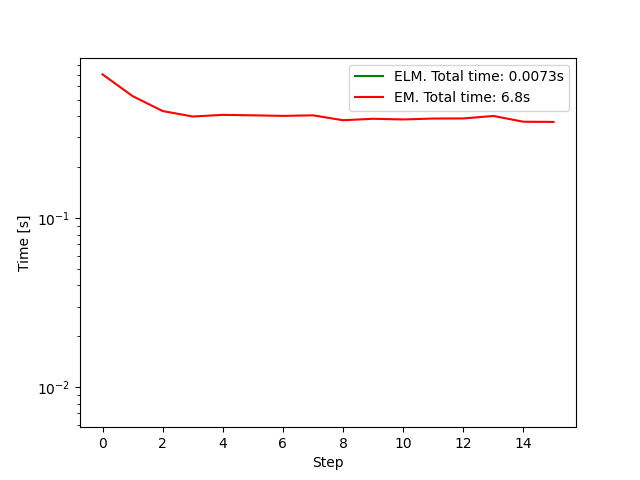 ELM. Total time: 0.0073s
EM. Total time: 6.8s
Time [s]
10⁻¹
10⁻²
0 2 4 6 8 10 12 14
Step